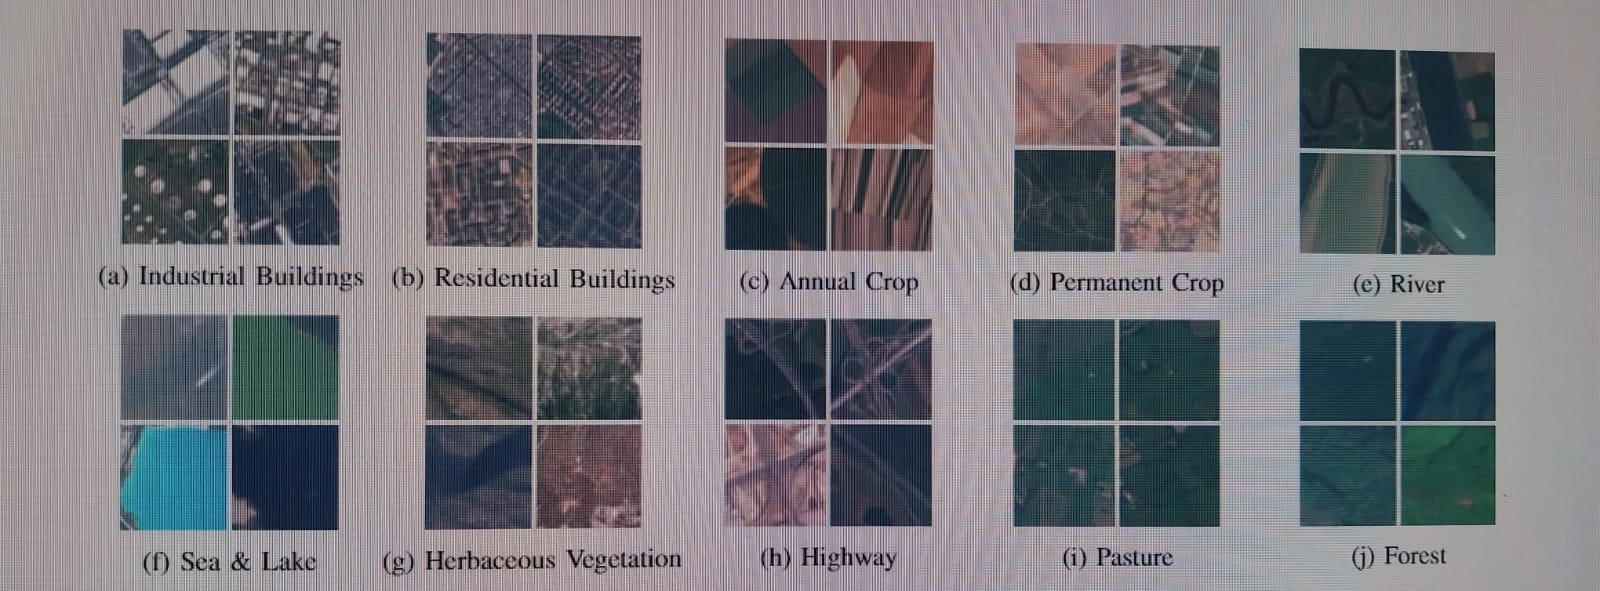 (a) Industrial Buildings (b) Residential Buildings (c) Annual Crop (d) Permanent Crop (e) River
(f) Sea & Lake (g) Herbaceous Vegetation (h) Highway (i) Pasture (j) Forest